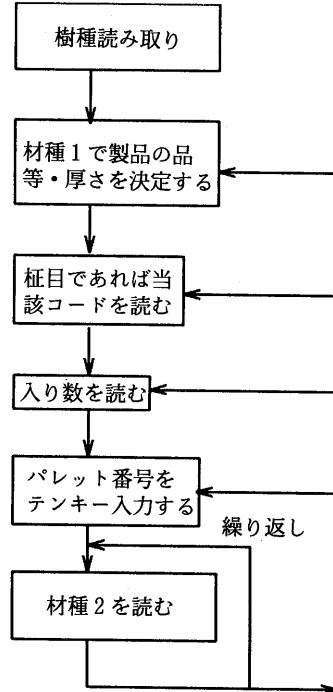 樹種読み取り
材種１で製品の品
等・厚さを決定する
柾目であれば当
該コードを読む
入り数を読む
パレット番号を
テンキー入力する
繰り返し
材種２を読む